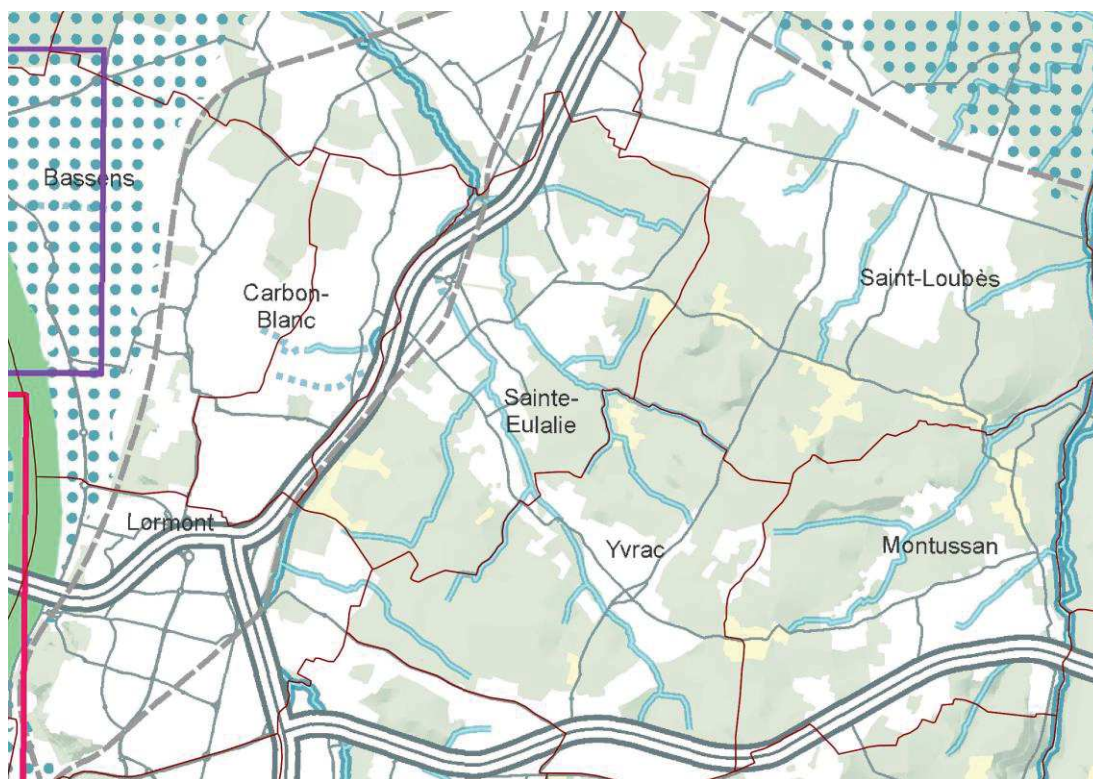 Bassens
Carbon-
Blanc
Saint-Loubès
Sainte-
Eulalie
Lormont
Yvrac
Montussan